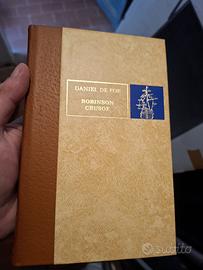 DANIEL DE FOE
ROBINSON
CRUSOE
subito